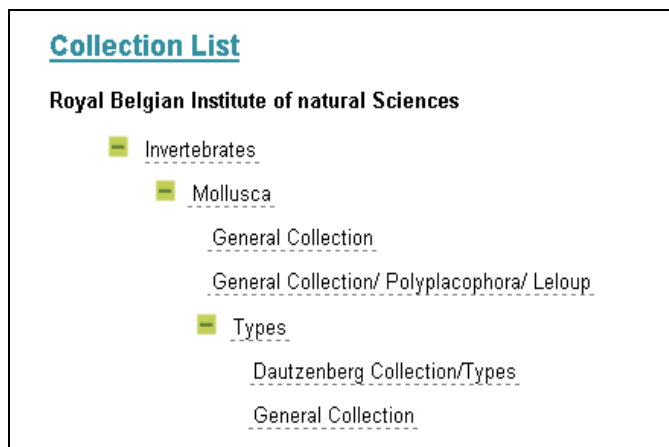 Collection List
Royal Belgian Institute of natural Sciences
Invertebrates
Mollusca
General Collection
General Collection/ Polyplacophora/ Leloup
Types
Dautzenberg Collection/Types
General Collection